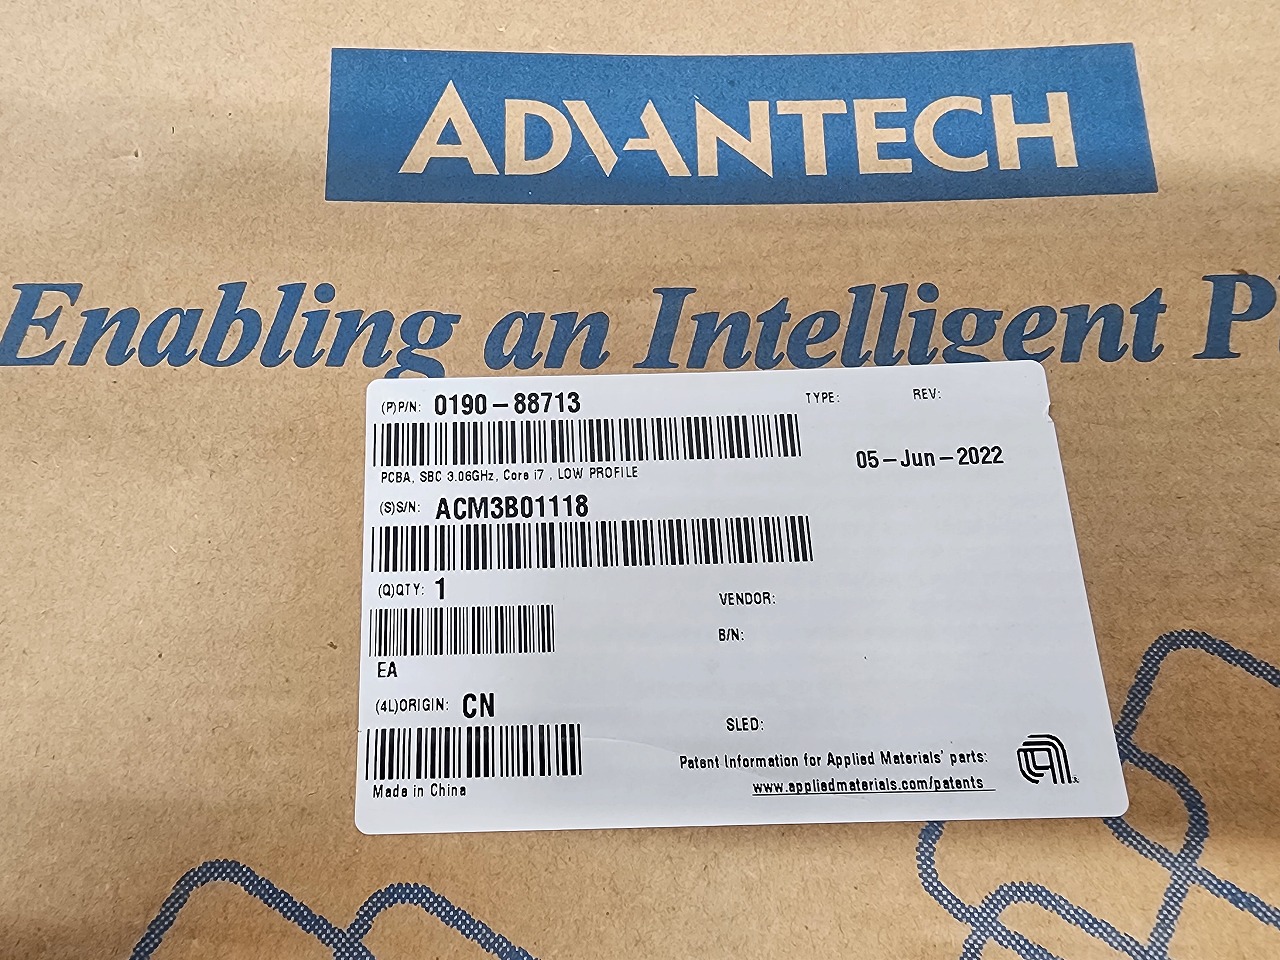 ADVANTECH
Enabling an Intelligent P
(P)P/N: 0190-88713
TYPE:
REV:
PCBA, SBC 3.06GHz, Core i7 , LOW PROFILE
05-Jun-2022
(S)S/N: ACM3B01118
(Q)QTY: 1
VENDOR:
B/N:
EA
(4L)ORIGIN: CN
SLED:
Patent Information for Applied Materials' parts:
www.appliedmaterials.com/patents
Made in China